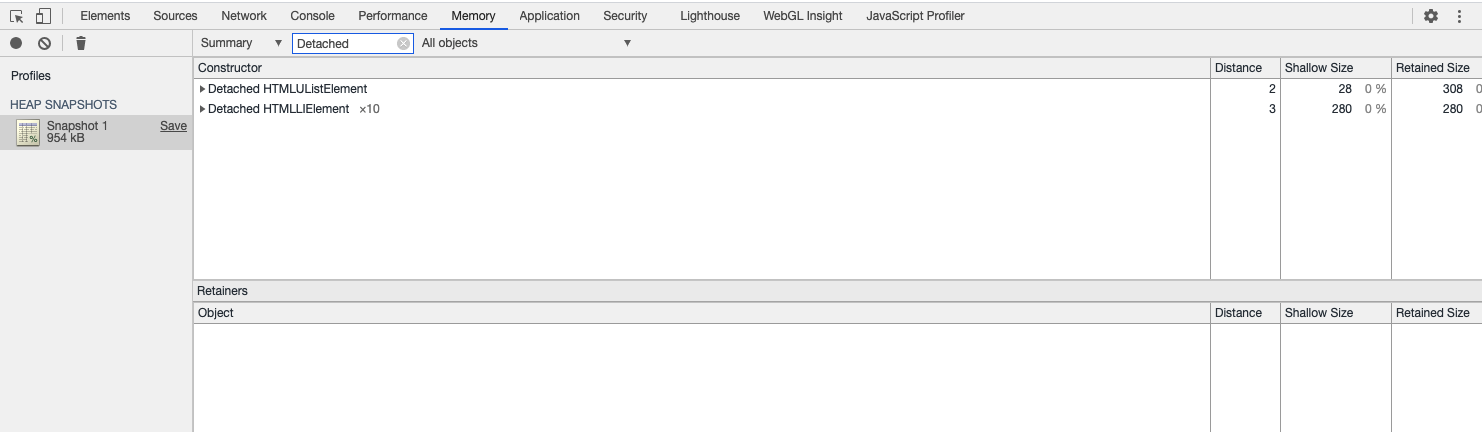 Elements Sources Network Console Performance Memory Application Security Lighthouse WebGL Insight JavaScript Profiler
Summary ▼ Detached All objects ▼
Profiles
HEAP SNAPSHOTS
Snapshot 1 Save
954 kB
%
Constructor Distance Shallow Size Retained Size
Detached HTMLUListElement 2 28 0 % 308 0
Detached HTMLLIElement ×10 3 280 0 % 280 0
Retainers
Object Distance Shallow Size Retained Size